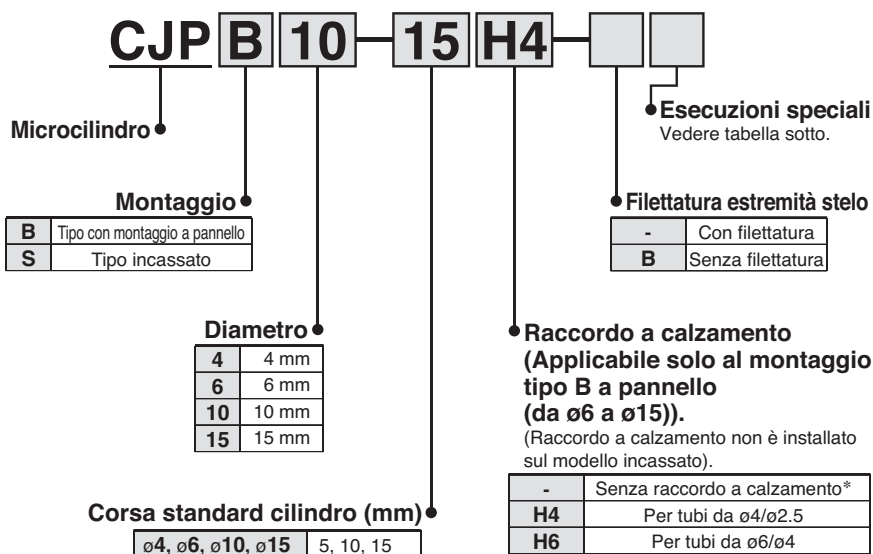 CJP B 10-15 H4-
Microcilindro
Esecuzioni speciali
Vedere tabella sotto.
Montaggio
B Tipo con montaggio a pannello
S Tipo incassato
Filettatura estremità stelo
- Con filettatura
B Senza filettatura
Diametro
4 4 mm
6 6 mm
10 10 mm
15 15 mm
Raccordo a calzamento
(Applicabile solo al montaggio
tipo B a pannello
(da ø6 a ø15)).
(Raccordo a calzamento non è installato
sul modello incassato).
- Senza raccordo a calzamento*
H4 Per tubi da ø4/ø2.5
H6 Per tubi da ø6/ø4
Corsa standard cilindro (mm)
ø4, ø6, ø10, ø15 5, 10, 15